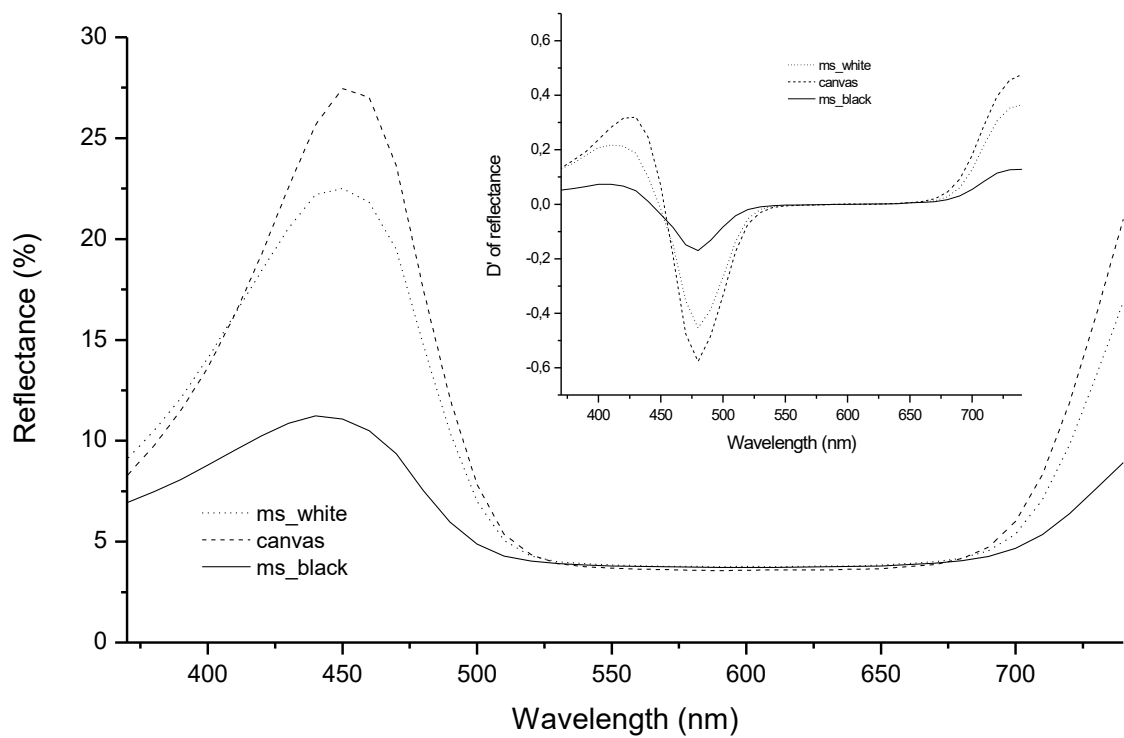 30
25
20
15
10
5
0
Reflectance (%)
400 450 500 550 600 650 700
Wavelength (nm)
ms_white
canvas
ms_black
0,6
0,4
0,2
0,0
-0,2
-0,4
-0,6
D' of reflectance
400 450 500 550 600 650 700
Wavelength (nm)
ms_white
canvas
ms_black